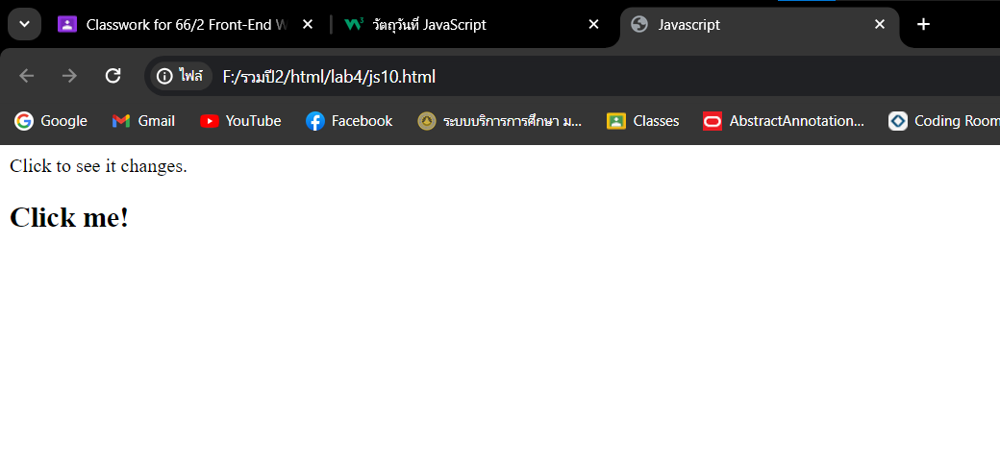 Classwork for 66/2 Front-End W
วัตถุวันที่ JavaScript
Javascript
ไฟล์ F:/รวมปี2/html/lab4/js10.html
Google Gmail YouTube Facebook ระบบบริการการศึกษา ม... Classes AbstractAnnotation... Coding Room
Click to see it changes.
Click me!